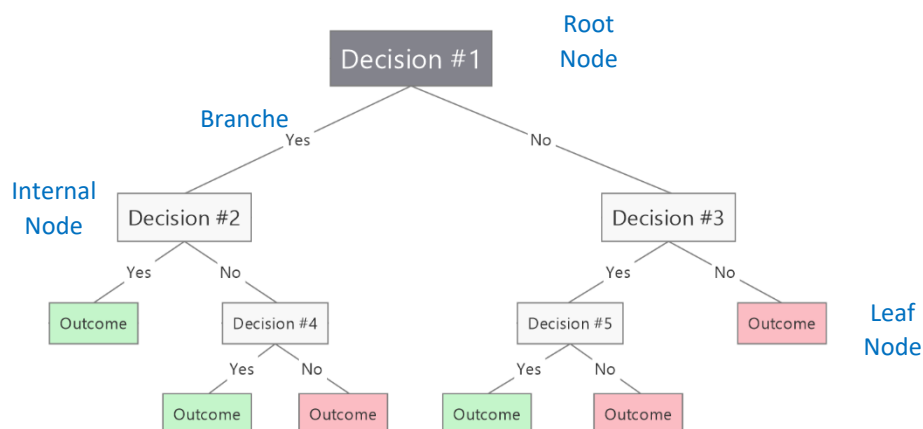 Root
Node
Decision #1
Branche
Yes
No
Internal
Node
Decision #2
Decision #3
Yes
No
Yes
No
Outcome
Decision #4
Decision #5
Outcome
Leaf
Node
Yes
No
Yes
No
Outcome
Outcome
Outcome
Outcome